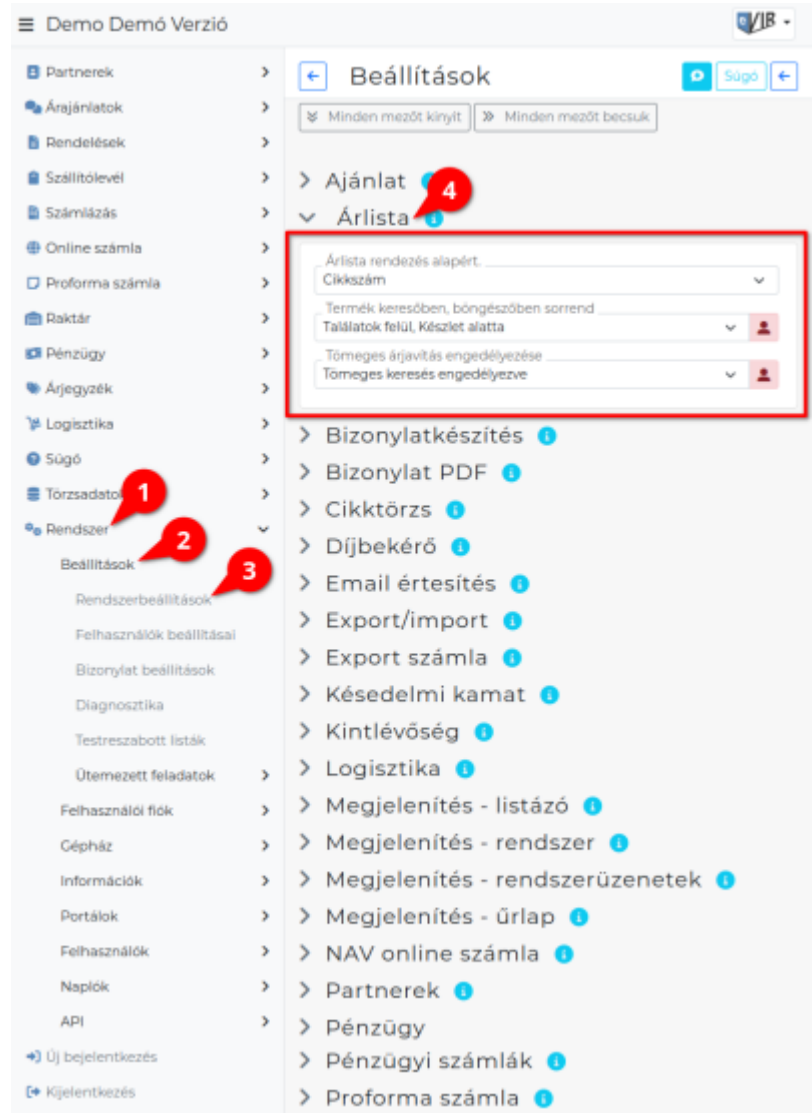 Demo Demó Verzió
VIR
Partnerek
Árajánlatok
Rendelések
Szállítólevél
Számlázás
Online számla
Proforma számla
Raktár
Pénzügy
Árjegyzék
Logisztika
Súgó
Törzsadatok
1
Rendszer
2
Beállítások
3
Rendszerbeállítások
Felhasználók beállításai
Bizonylat beállítások
Diagnosztika
Testreszabott listák
Ütemezett feladatok
Felhasználói fiók
Gépház
Információk
Portálok
Felhasználók
Naplók
API
Új bejelentkezés
Kijelentkezés
Beállítások
Súgó
Minden mezőt kinyit
Minden mezőt becsuk
Ajánlat
4
Árlista
Árlista rendezés alapért.
Cikkszám
Termék keresőben, böngészőben sorrend
Találatok felül, Készlet alatta
Tömeges árjavítás engedélyezése
Tömeges keresés engedélyezve
Bizonylatkészítés
Bizonylat PDF
Cikktörzs
Díjbekérő
Email értesítés
Export/import
Export számla
Késedelmi kamat
Kintlévőség
Logisztika
Megjelenítés - listázó
Megjelenítés - rendszer
Megjelenítés - rendszerüzenetek
Megjelenítés - űrlap
NAV online számla
Partnerek
Pénzügy
Pénzügyi számlák
Proforma számla